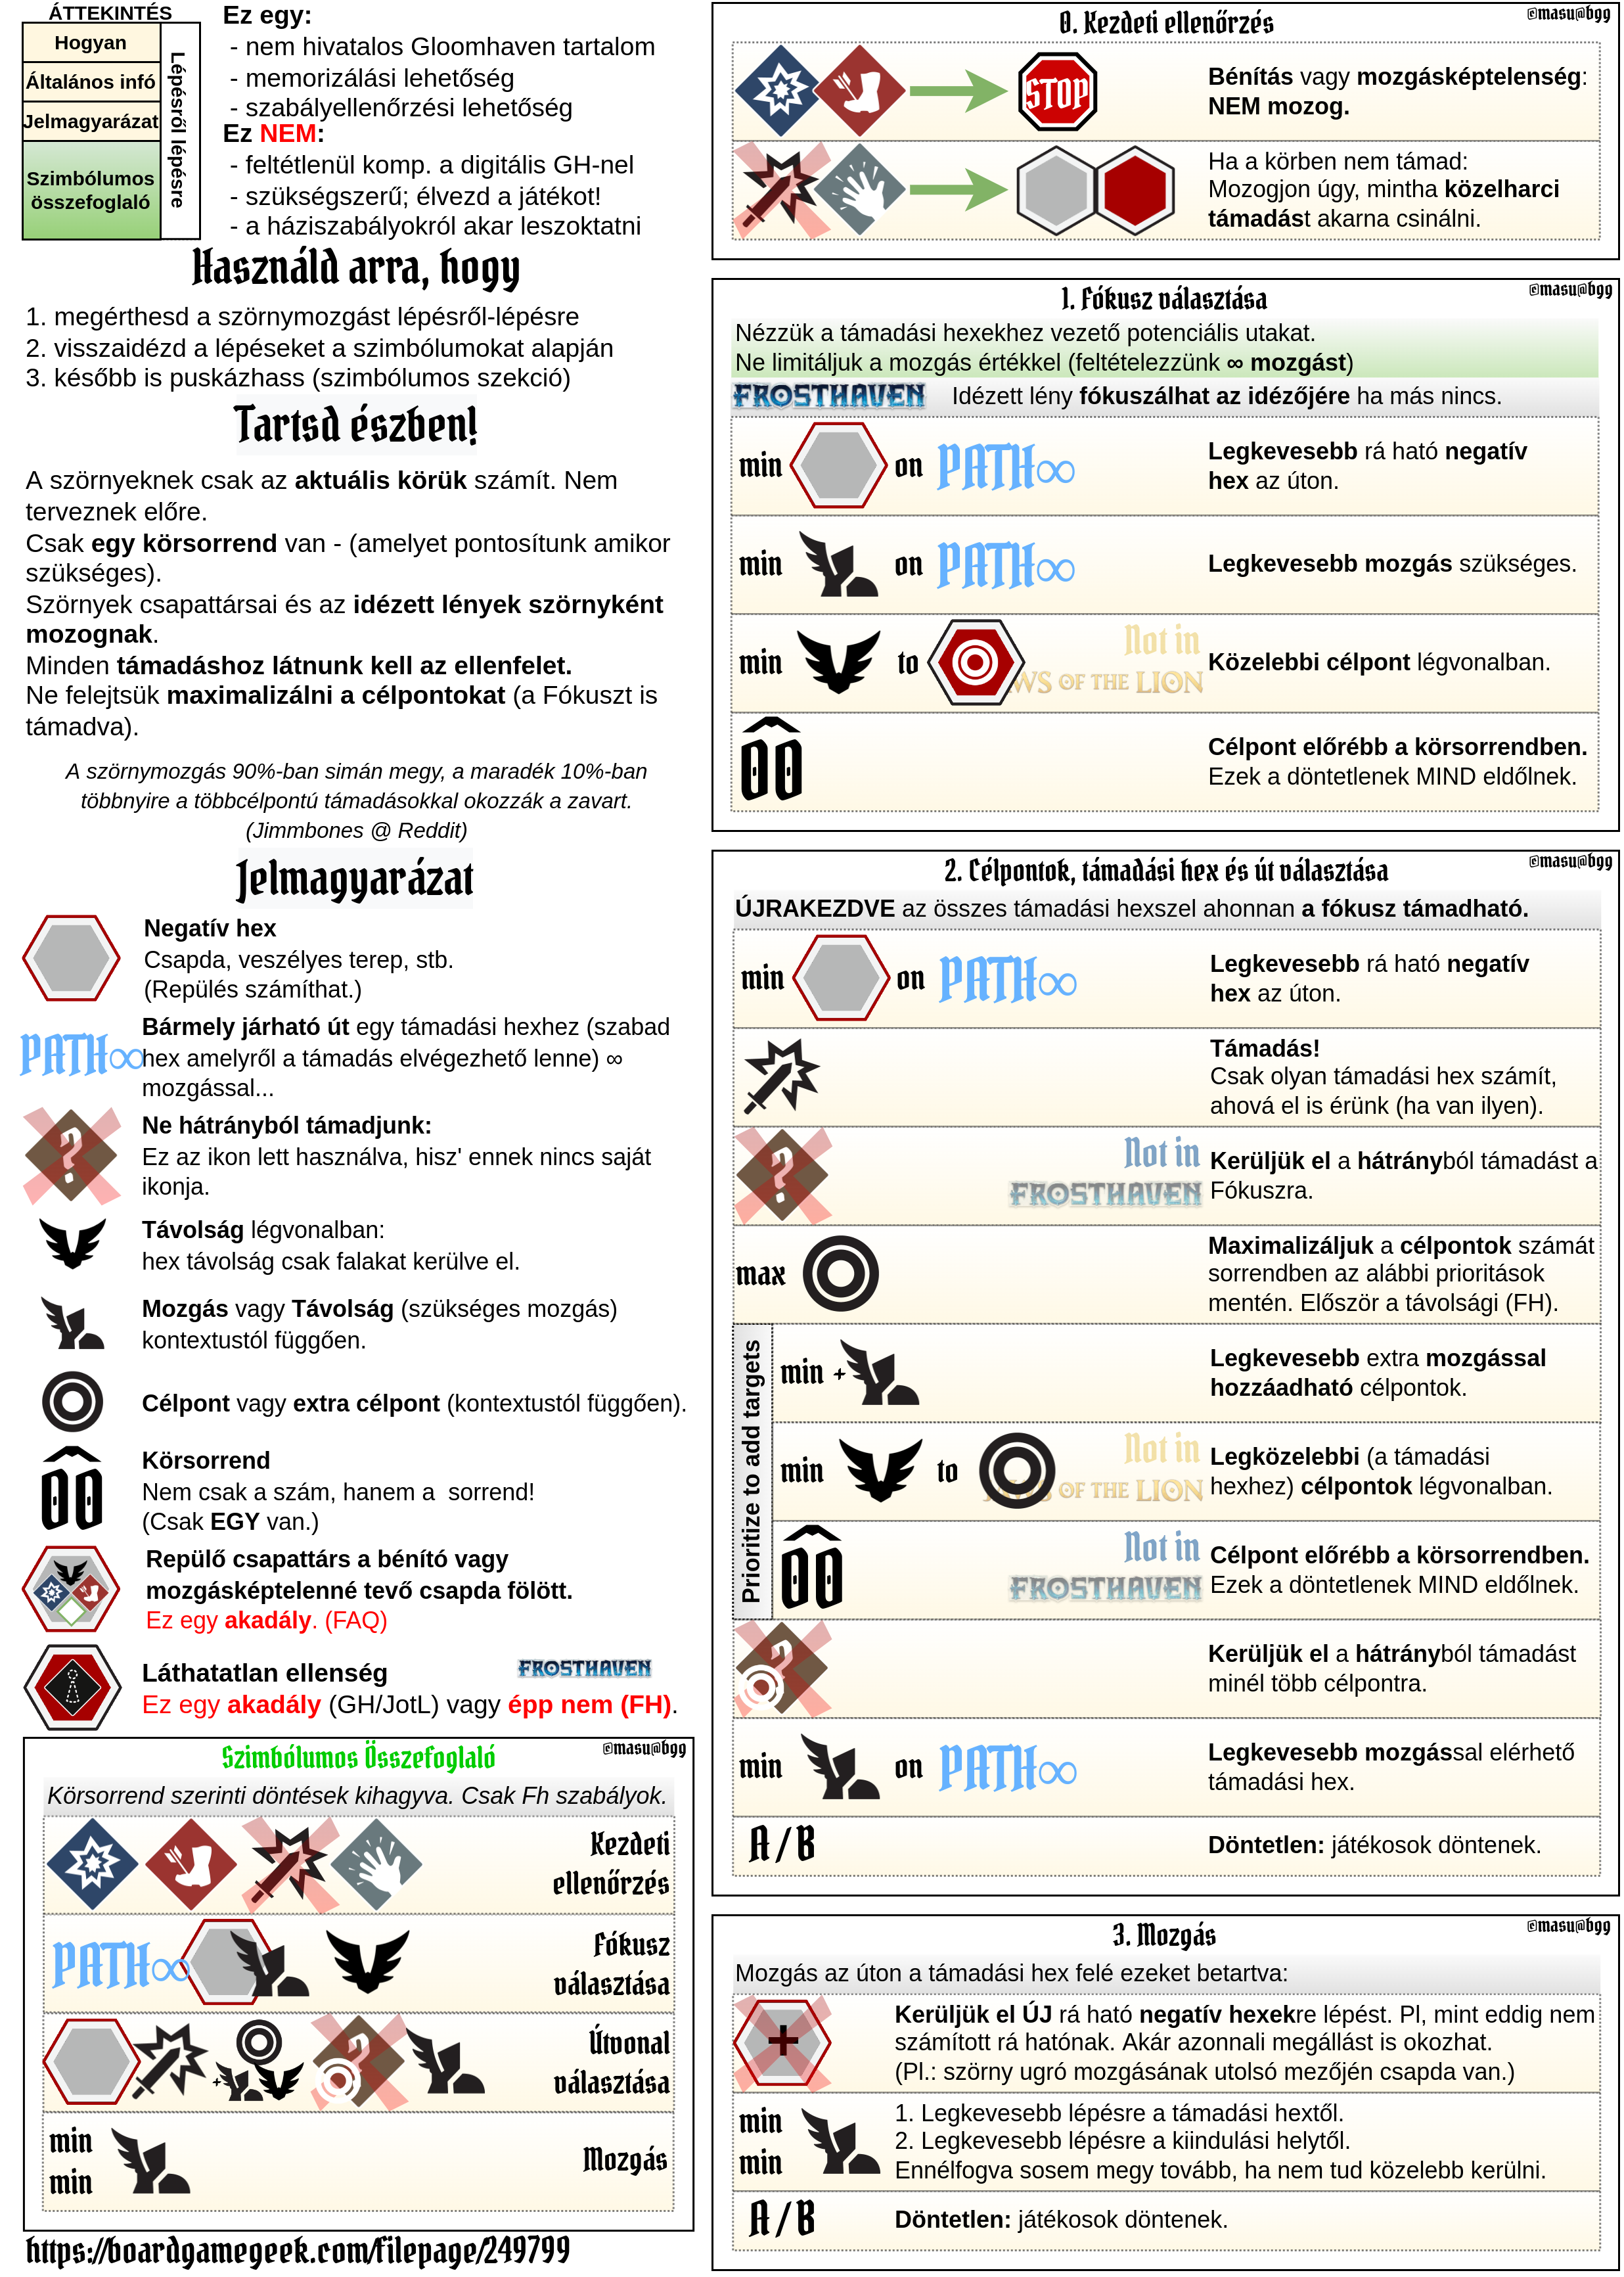 ÁTTEKINTÉS
Hogyan
Általános infó
Jelmagyarázat
Szimbólumos
összefoglaló
Lépésről lépésre
Ez egy:
- nem hivatalos Gloomhaven tartalom
- memorizálási lehetőség
- szabályellenőrzési lehetőség
Ez NEM:
- feltétlenül komp. a digitális GH-nel
- szükségszerű; élvezd a játékot!
- a háziszabályokról akar leszoktatni
Használd arra, hogy
1. megérthesd a szörnymozgást lépésről-lépésre
2. visszaidézd a lépéseket a szimbólumokat alapján
3. később is puskázhass (szimbólumos szekció)
Tartsd észben!
A szörnyeknek csak az aktuális körük számít. Nem
terveznek előre.
Csak egy körsorrend van - (amelyet pontosítunk amikor
szükséges).
Szörnyek csapattársai és az idézett lények szörnyként
mozognak.
Minden támadáshoz látnunk kell az ellenfelet.
Ne felejtsük maximalizálni a célpontokat (a Fókuszt is
támadva).
A szörnymozgás 90%-ban simán megy, a maradék 10%-ban
többnyire a többcélpontú támadásokkal okozzák a zavart.
(Jimmbones @ Reddit)
Jelmagyarázat
Negatív hex
Csapda, veszélyes terep, stb.
(Repülés számíthat.)
PATH∞
Bármely járható út egy támadási hexhez (szabad
hex amelyről a támadás elvégezhető lenne) ∞
mozgással...
?
Ne hátrányból támadjunk:
Ez az ikon lett használva, hisz' ennek nincs saját
ikonja.
Távolság légvonalban:
hex távolság csak falakat kerülve el.
Mozgás vagy Távolság (szükséges mozgás)
kontextustól függően.
Célpont vagy extra célpont (kontextustól függően).
00
Körsorrend
Nem csak a szám, hanem a  sorrend!
(Csak EGY van.)
Repülő csapattárs a bénító vagy
mozgásképtelenné tevő csapda fölött.
Ez egy akadály. (FAQ)
Láthatatlan ellenség
FROSTHAVEN
Ez egy akadály (GH/JotL) vagy épp nem (FH).
Szimbólumos Összefoglaló
©masu@bgg
Körsorrend szerinti döntések kihagyva. Csak Fh szabályok.
Kezdeti
ellenőrzés
PATH∞
Fókusz
választása
+
?
Útvonal
választása
min
min
Mozgás
https://boardgamegeek.com/filepage/249799
0. Kezdeti ellenőrzés
©masu@bgg
STOP
Bénítás vagy mozgásképtelenség:
NEM mozog.
Ha a körben nem támad:
Mozogjon úgy, mintha közelharci
támadást akarna csinálni.
1. Fókusz választása
©masu@bgg
Nézzük a támadási hexekhez vezető potenciális utakat.
Ne limitáljuk a mozgás értékkel (feltételezzünk ∞ mozgást)
FROSTHAVEN
Idézett lény fókuszálhat az idézőjére ha más nincs.
min on PATH∞
Legkevesebb rá ható negatív
hex az úton.
min on PATH∞
Legkevesebb mozgás szükséges.
min to
Not in
WS OF THE LION
Közelebbi célpont légvonalban.
00
Célpont előrébb a körsorrendben.
Ezek a döntetlenek MIND eldőlnek.
2. Célpontok, támadási hex és út választása
©masu@bgg
ÚJRAKEZDVE az összes támadási hexszel ahonnan a fókusz támadható.
min on PATH∞
Legkevesebb rá ható negatív
hex az úton.
Támadás!
Csak olyan támadási hex számít,
ahová el is érünk (ha van ilyen).
?
Not in
FROSTHAVEN
Kerüljük el a hátrányból támadást a
Fókuszra.
max
Maximalizáljuk a célpontok számát
sorrendben az alábbi prioritások
mentén. Először a távolsági (FH).
Prioritize to add targets
min +
Legkevesebb extra mozgással
hozzáadható célpontok.
min to
Not in
JAWS OF THE LION
Legközelebbi (a támadási
hexhez) célpontok légvonalban.
00
Not in
FROSTHAVEN
Célpont előrébb a körsorrendben.
Ezek a döntetlenek MIND eldőlnek.
?
Kerüljük el a hátrányból támadást
minél több célpontra.
min on PATH∞
Legkevesebb mozgással elérhető
támadási hex.
A/B
Döntetlen: játékosok döntenek.
3. Mozgás
©masu@bgg
Mozgás az úton a támadási hex felé ezeket betartva:
+
Kerüljük el ÚJ rá ható negatív hexekre lépést. Pl, mint eddig nem
számított rá hatónak. Akár azonnali megállást is okozhat.
(Pl.: szörny ugró mozgásának utolsó mezőjén csapda van.)
min
min
1. Legkevesebb lépésre a támadási hextől.
2. Legkevesebb lépésre a kiindulási helytől.
Ennélfogva sosem megy tovább, ha nem tud közelebb kerülni.
A/B
Döntetlen: játékosok döntenek.